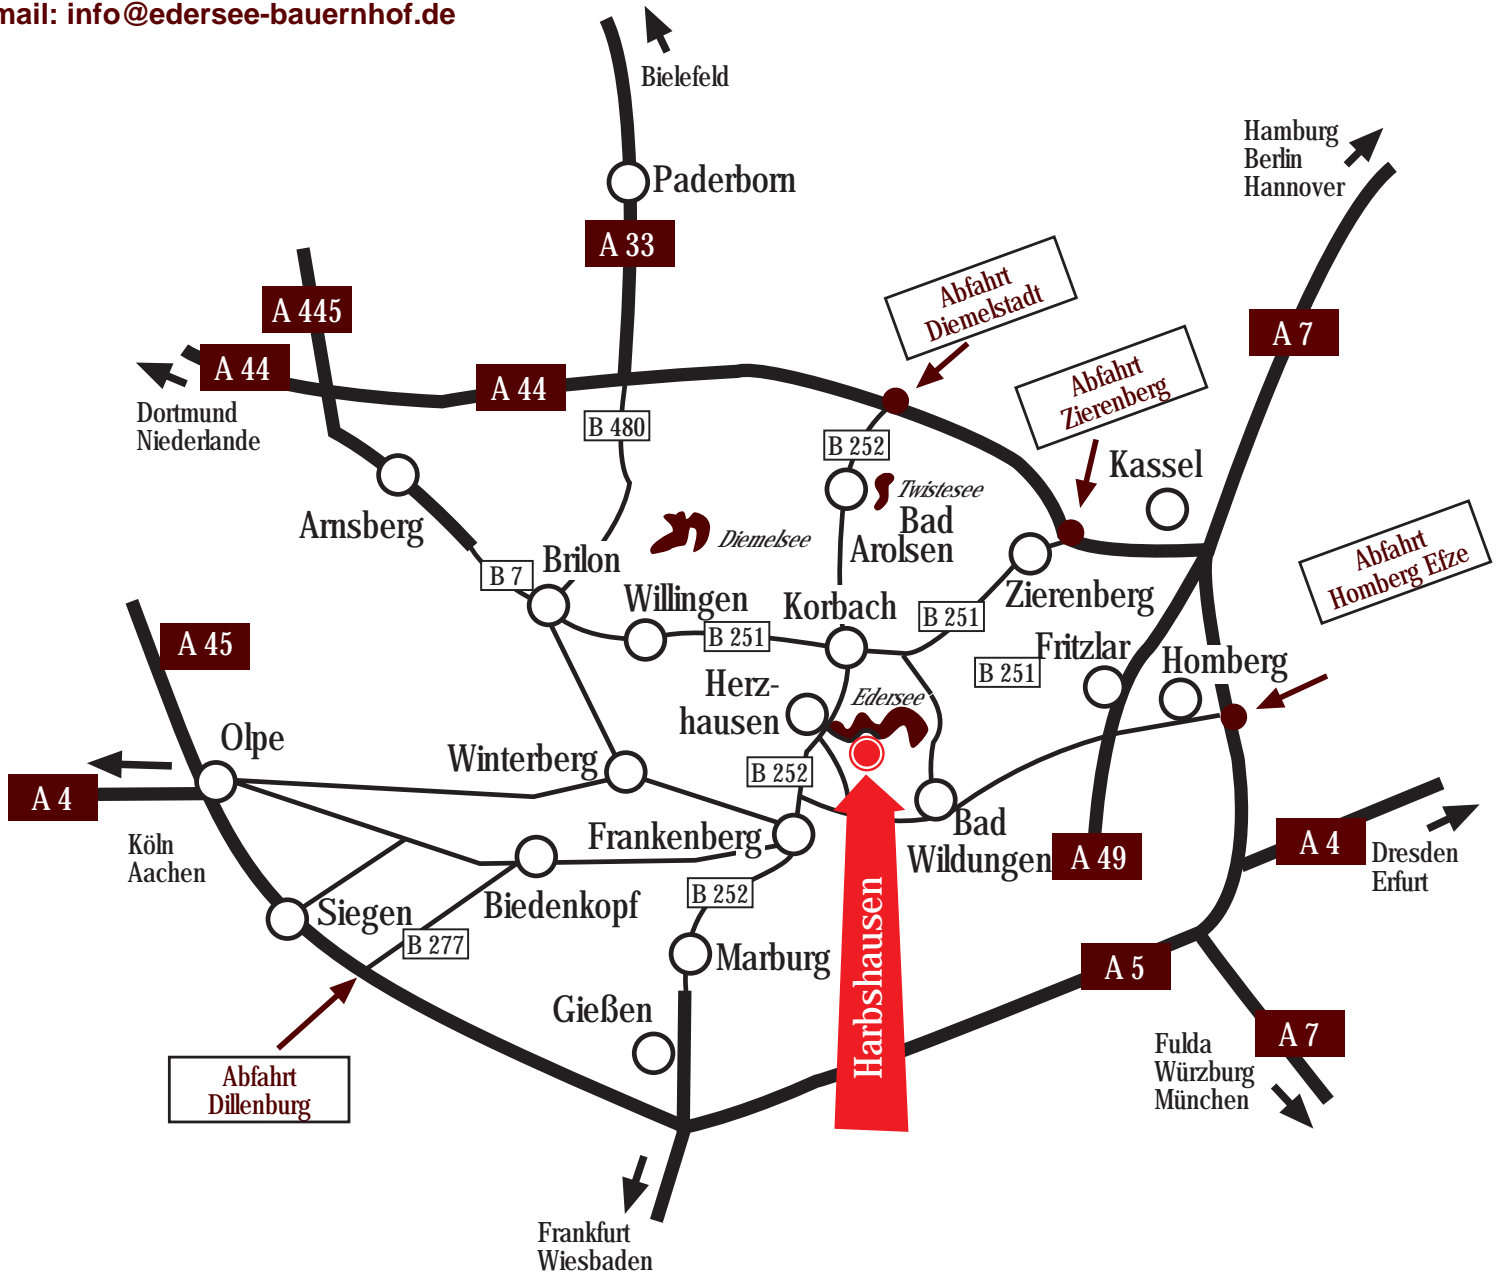 mail: info@edersee-bauernhof.de
Bielefeld
Hamburg
Berlin
Hannover
Paderborn
A 33
Abfahrt
Diemelstadt
A 445
A 7
A 44
A 44
Abfahrt
Zierenberg
Dortmund
Niederlande
B 480
B 252
Kassel
Twistesee
Bad
Arolsen
Arnsberg
Diemelsee
Abfahrt
Homberg Efze
Brilon
B 7
Willingen
Korbach
Zierenberg
B 251
B 251
A 45
Fritzlar
Homberg
B 251
Herz-
hausen
Edersee
Olpe
Winterberg
B 252
A 4
Köln
Aachen
Frankenberg
Bad
Wildungen
A 49
A 4
Dresden
Erfurt
Siegen
Biedenkopf
B 252
B 277
Marburg
Harbshausen
A 5
Gießen
A 7
Fulda
Würzburg
München
Abfahrt
Dillenburg
Frankfurt
Wiesbaden